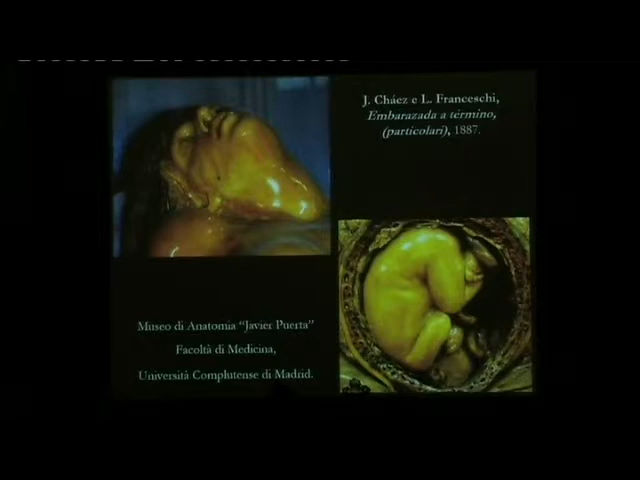 J. Cháez e L. Franceschi,
Embarazada a término,
(particolari), 1887.
Museo di Anatomia “Javier Puerta”
Facoltà di Medicina,
Università Complutense di Madrid.